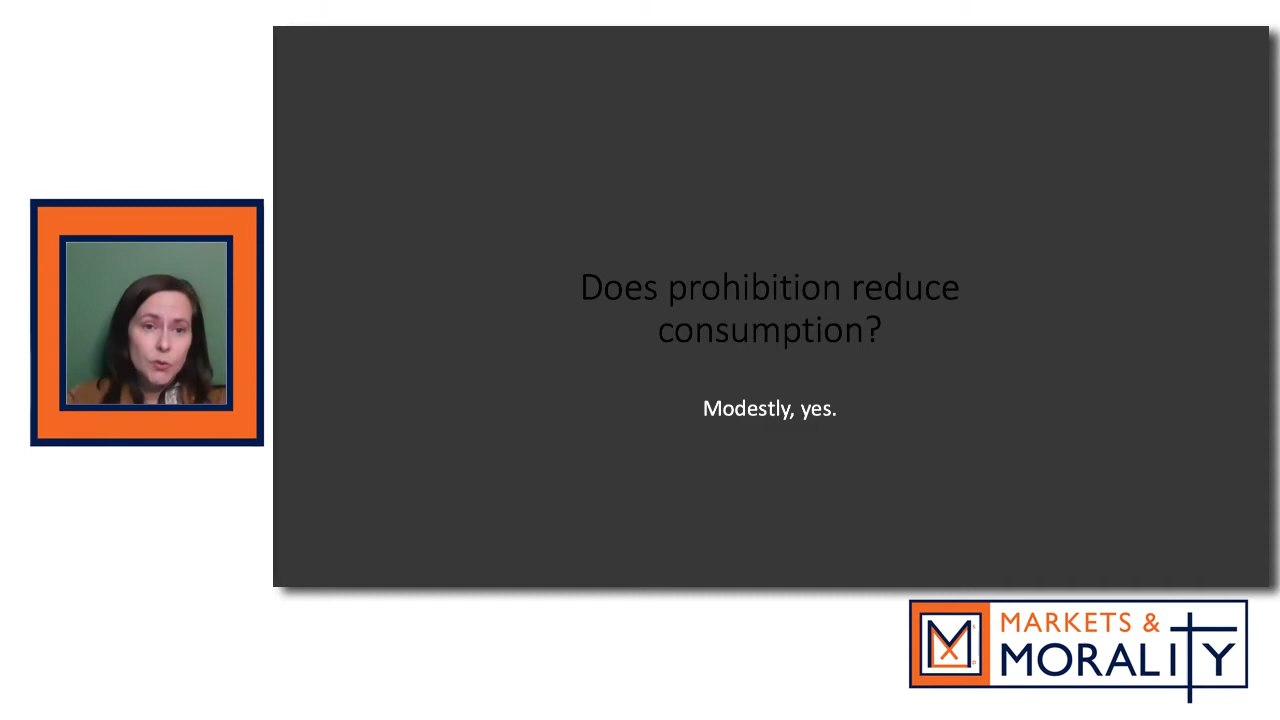 Does prohibition reduce
consumption?
Modestly, yes.
MARKETS &
MORALITY